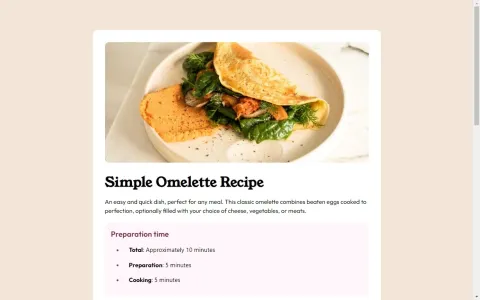 Simple Omelette Recipe
An easy and quick dish, perfect for any meal. This classic omelette combines beaten eggs cooked to
perfection, optionally filled with your choice of cheese, vegetables, or meats.
Preparation time
• Total: Approximately 10 minutes
• Preparation: 5 minutes
• Cooking: 5 minutes